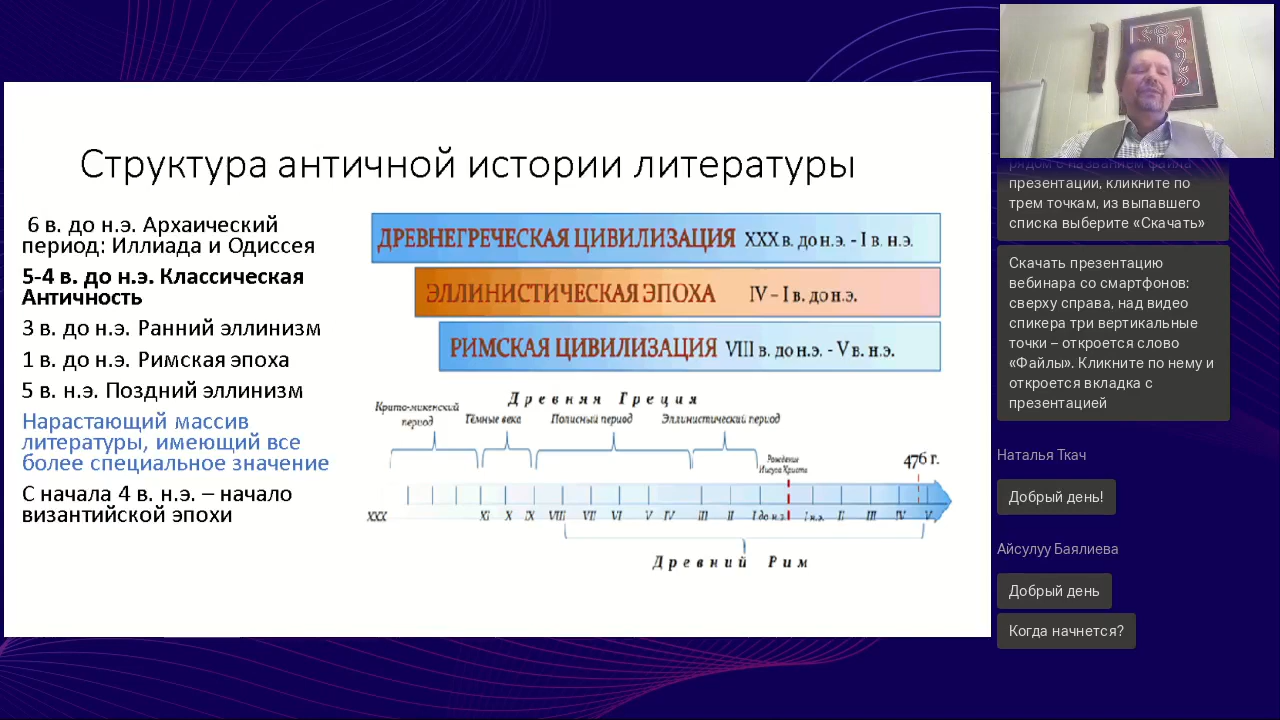 Структура античной истории литературы
6 в. до н.э. Архаический
период: Иллиада и Одиссея
5-4 в. до н.э. Классическая
Античность
3 в. до н.э. Ранний эллинизм
1 в. до н.э. Римская эпоха
5 в. н.э. Поздний эллинизм
Нарастающий массив
литературы, имеющий все
более специальное значение
С начала 4 в. н.э. – начало
византийской эпохи
ДРЕВНЕГРЕЧЕСКАЯ ЦИВИЛИЗАЦИЯ XXX в. до н.э. - I в. н.э.
ЭЛЛИНИСТИЧЕСКАЯ ЭПОХА IV – I в. до н.э.
РИМСКАЯ ЦИВИЛИЗАЦИЯ VIII в. до н.э. - V в. н.э.
Древняя Греция
Крито-микенский
период
Тёмные века
Полисный период
Эллинистический период
Рождение
Иисуса Христа
476 г.
XXX XI X IX VIII VII VI V IV III II I до н.э. I н.э. II III IV V
Древний Рим
рядом с названием файла
презентации, кликните по
трем точкам, из выпавшего
списка выберите «Скачать»
Скачать презентацию
вебинара со смартфонов:
сверху справа, над видео
спикера три вертикальные
точки – откроется слово
«Файлы». Кликните по нему и
откроется вкладка с
презентацией
Наталья Ткач
Добрый день!
Айсулуу Баялиева
Добрый день
Когда начнется?